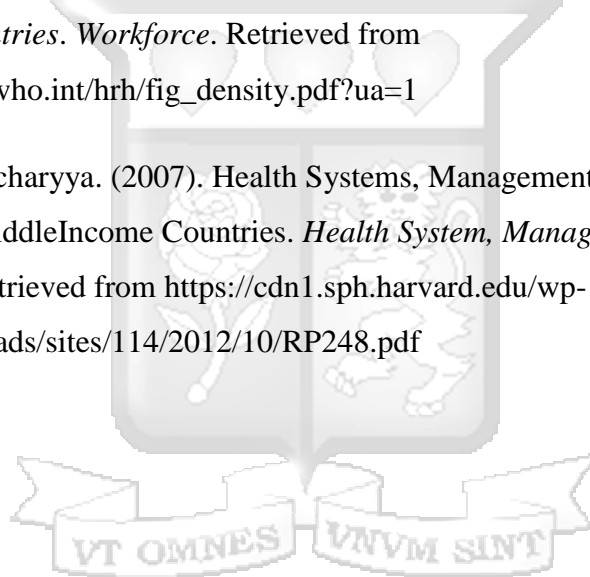 ntries. Workforce. Retrieved from
who.int/hrh/fig_density.pdf?ua=1
charyya. (2007). Health Systems, Management
ddleIncome Countries. Health System, Manag
trieved from https://cdn1.sph.harvard.edu/wp-
ads/sites/114/2012/10/RP248.pdf
VT OMNES VNVM SINT